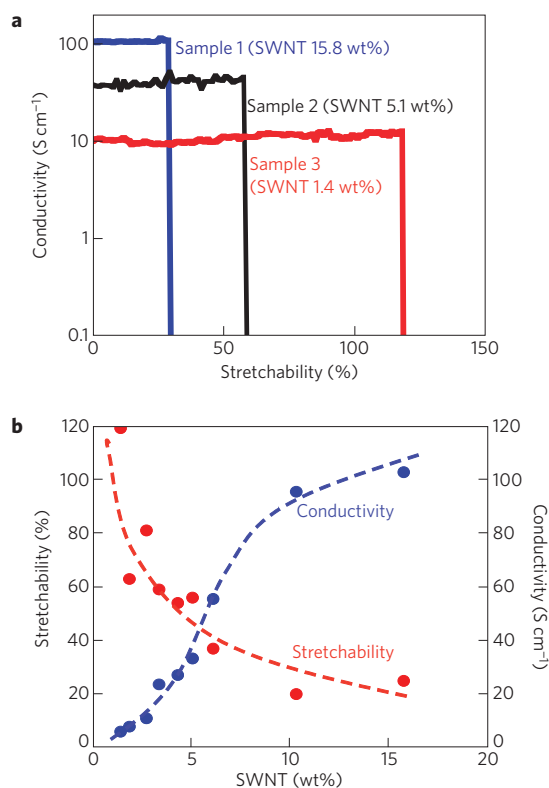 a
100
10
1
0.1
Conductivity (S cm⁻¹)
Sample 1 (SWNT 15.8 wt%)
Sample 2 (SWNT 5.1 wt%)
Sample 3
(SWNT 1.4 wt%)
0
50
100
150
Stretchability (%)
b
120
100
80
60
40
20
0
Stretchability (%)
Conductivity
Stretchability
120
100
80
60
40
20
0
Conductivity (S cm⁻¹)
0
5
10
15
20
SWNT (wt%)